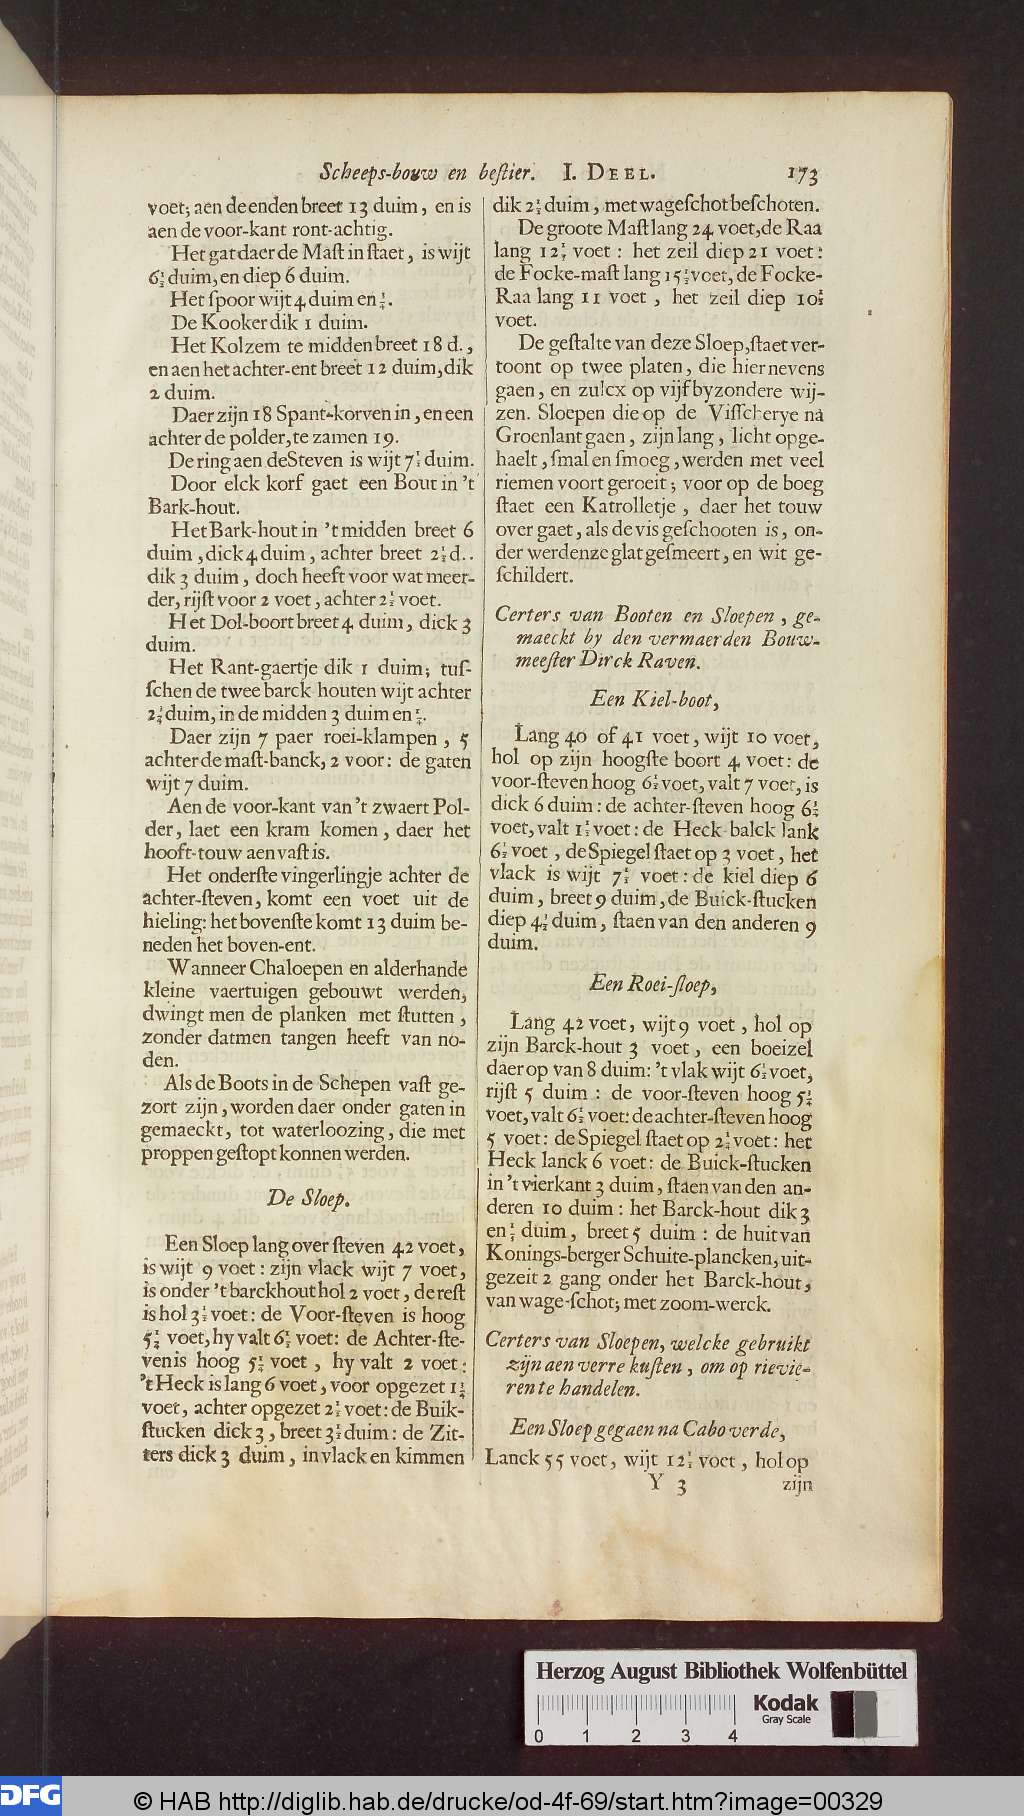 Scheeps-bouw en beſtier. I. DEEL. 173
voet; aen de enden breet 13 duim, en is
aen de voor-kant ront-achtig.
Het gat daer de Maſt in ſtaet, is wijt
6½ duim, en diep 6 duim.
Het ſpoor wijt 4 duim en ½.
De Kooker dik 1 duim.
Het Kolzem te midden breet 18 d.,
en aen het achter-ent breet 12 duim, dik
2 duim.
Daer zijn 18 Spant-korven in, en een
achter de polder, te zamen 19.
De ring aen de Steven is wijt 7½ duim.
Door elck korf gaet een Bout in 't
Bark-hout.
Het Bark-hout in 't midden breet 6
duim, dick 4 duim, achter breet 2½ d..
dik 3 duim, doch heeft voor wat meer-
der, rijſt voor 2 voet, achter 2½ voet.
Het Dol-boort breet 4 duim, dick 3
duim.
Het Rant-gaertje dik 1 duim; tuſ-
ſchen de twee barck houten wijt achter
2¼ duim, in de midden 3 duim en ¼.
Daer zijn 7 paer roei-klampen, 5
achter de maſt-banck, 2 voor: de gaten
wijt 7 duim.
Aen de voor-kant van 't zwaert Pol-
der, laet een kram komen, daer het
hooft-touw aen vaſt is.
Het onderſte vingerlingje achter de
achter-ſteven, komt een voet uit de
hieling: het bovenſte komt 13 duim be-
neden het boven-ent.
Wanneer Chaloepen en alderhande
kleine vaertuigen gebouwt werden,
dwingt men de planken met ſtutten,
zonder datmen tangen heeft van no-
den.
Als de Boots in de Schepen vaſt ge-
zort zijn, worden daer onder gaten in
gemaeckt, tot waterloozing, die met
proppen geſtopt konnen werden.
De Sloep.
Een Sloep lang over ſteven 42 voet,
is wijt 9 voet: zijn vlack wijt 7 voet,
is onder 't barckhout hol 2 voet, de reſt
is hol 3½ voet: de Voor-ſteven is hoog
5¼ voet, hy valt 6½ voet: de Achter-ſte-
ven is hoog 5¼ voet, hy valt 2 voet:
't Heck is lang 6 voet, voor opgezet 1¼
voet, achter opgezet 2½ voet: de Buik-
ſtucken dick 3, breet 3½ duim: de Zit-
ters dick 3 duim, in vlack en kimmen
dik 2½ duim, met wageſchot beſchoten.
De groote Maſt lang 24 voet, de Raa
lang 12½ voet: het zeil diep 21 voet:
de Focke-maſt lang 15½ voet, de Focke-
Raa lang 11 voet, het zeil diep 10½
voet.
De geſtalte van deze Sloep, ſtaet ver-
toont op twee platen, die hier nevens
gaen, en zulcx op vijf byzondere wij-
zen. Sloepen die op de Viſſcherye na
Groenlant gaen, zijn lang, licht opge-
haelt, ſmal en ſmoeg, werden met veel
riemen voort geroeit; voor op de boeg
ſtaet een Katrolletje, daer het touw
over gaet, als de vis geſchooten is, on-
der werdenze glat geſmeert, en wit ge-
ſchildert.
Certers van Booten en Sloepen, ge-
maeckt by den vermaerden Bouw-
meeſter Dirck Raven.
Een Kiel-boot,
Lang 40 of 41 voet, wijt 10 voet,
hol op zijn hoogſte boort 4 voet: de
voor-ſteven hoog 6½ voet, valt 7 voet, is
dick 6 duim: de achter-ſteven hoog 6½
voet, valt 1½ voet: de Heck-balck lank
6½ voet, de Spiegel ſtaet op 3 voet, het
vlack is wijt 7½ voet: de kiel diep 6
duim, breet 9 duim, de Buick-ſtucken
diep 4½ duim, ſtaen van den anderen 9
duim.
Een Roei-ſloep,
Lang 42 voet, wijt 9 voet, hol op
zijn Barck-hout 3 voet, een boeizel
daer op van 8 duim: 't vlak wijt 6½ voet,
rijſt 5 duim: de voor-ſteven hoog 5¼
voet, valt 6½ voet: de achter-ſteven hoog
5 voet: de Spiegel ſtaet op 2¼ voet: het
Heck lanck 6 voet: de Buick-ſtucken
in 't vierkant 3 duim, ſtaen van den an-
deren 10 duim: het Barck-hout dik 3
en ½ duim, breet 5 duim: de huit van
Konings-berger Schuite-plancken, uit-
gezeit 2 gang onder het Barck-hout,
van wage-ſchot; met zoom-werck.
Certers van Sloepen, welcke gebruikt
zijn aen verre kuſten, om op rievie-
ren te handelen.
Een Sloep gegaen na Cabo verde,
Lanck 55 voet, wijt 12½ voet, hol op
Y 3 zijn
Herzog August Bibliothek Wolfenbüttel
Kodak
Gray Scale
0 1 2 3 4
DFG © HAB http://diglib.hab.de/drucke/od-4f-69/start.htm?image=00329